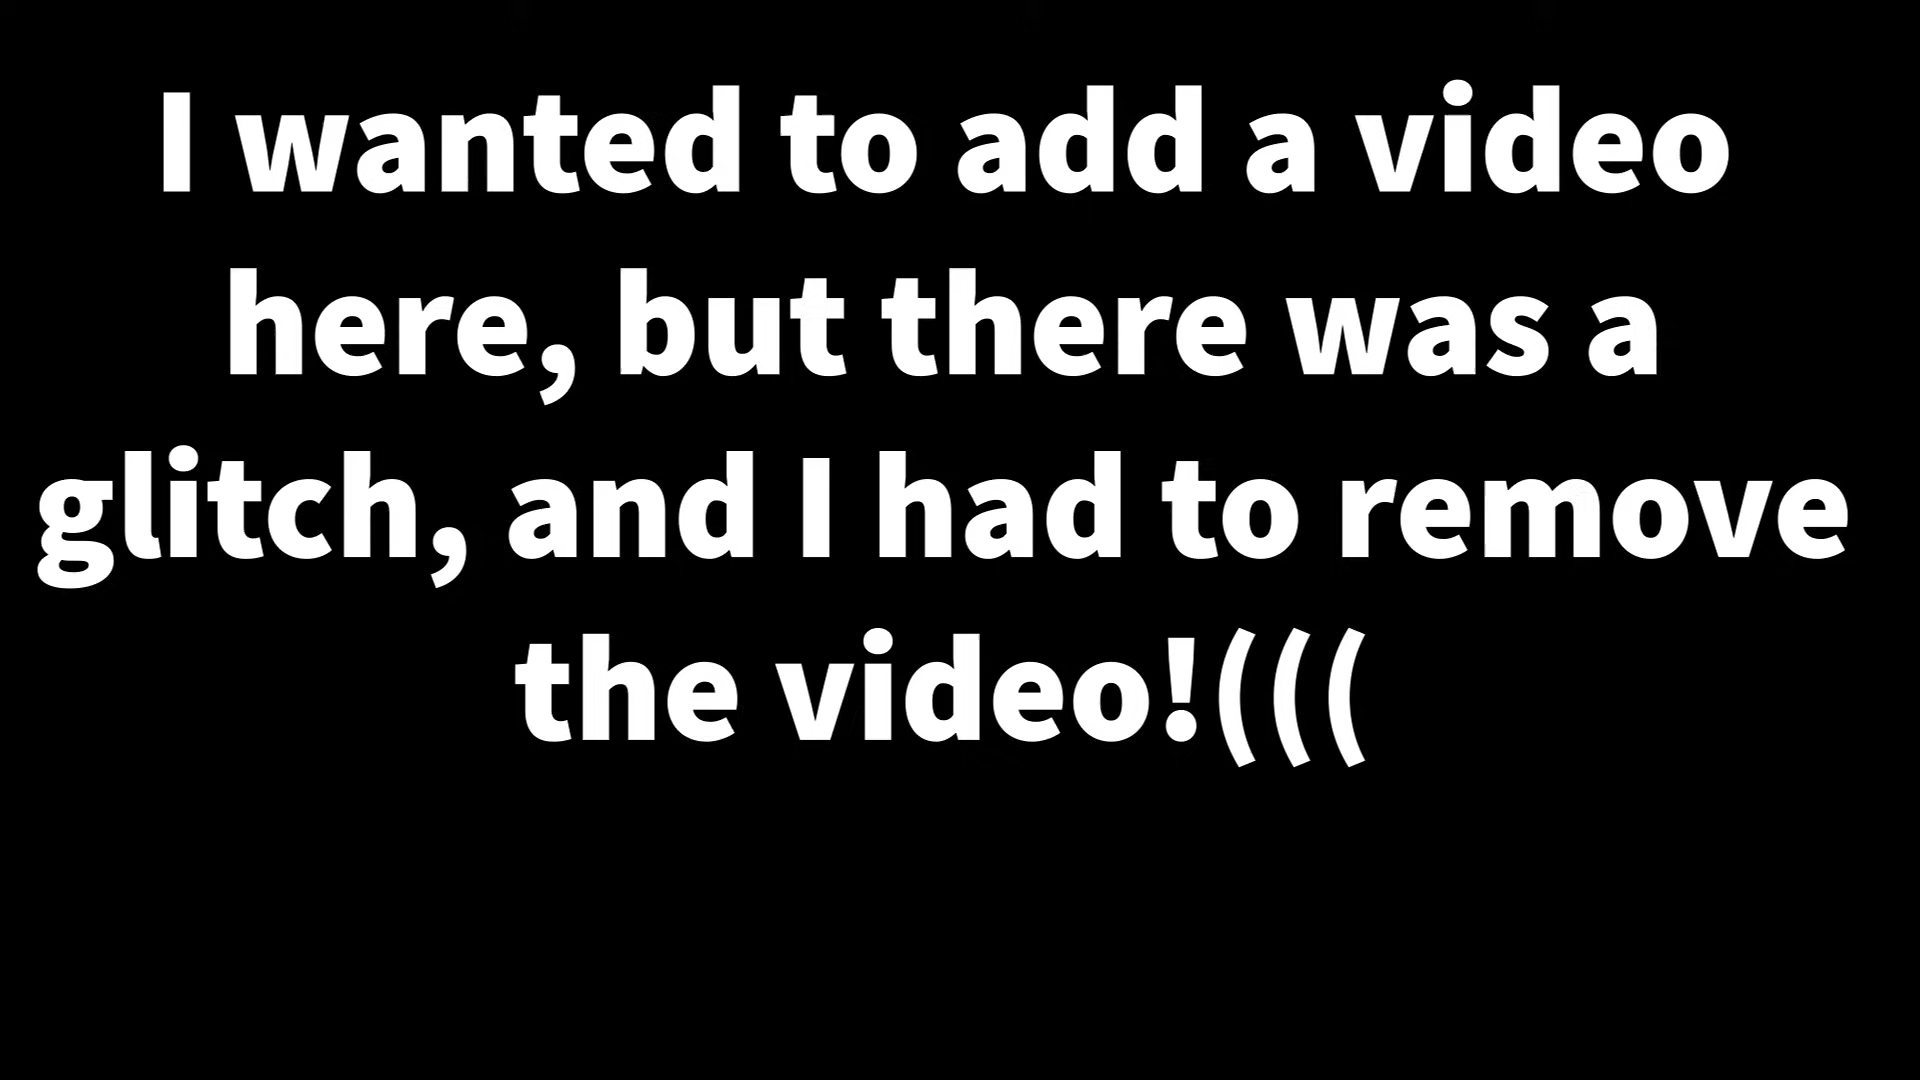 I wanted to add a video
here, but there was a
glitch, and I had to remove
the video!(((